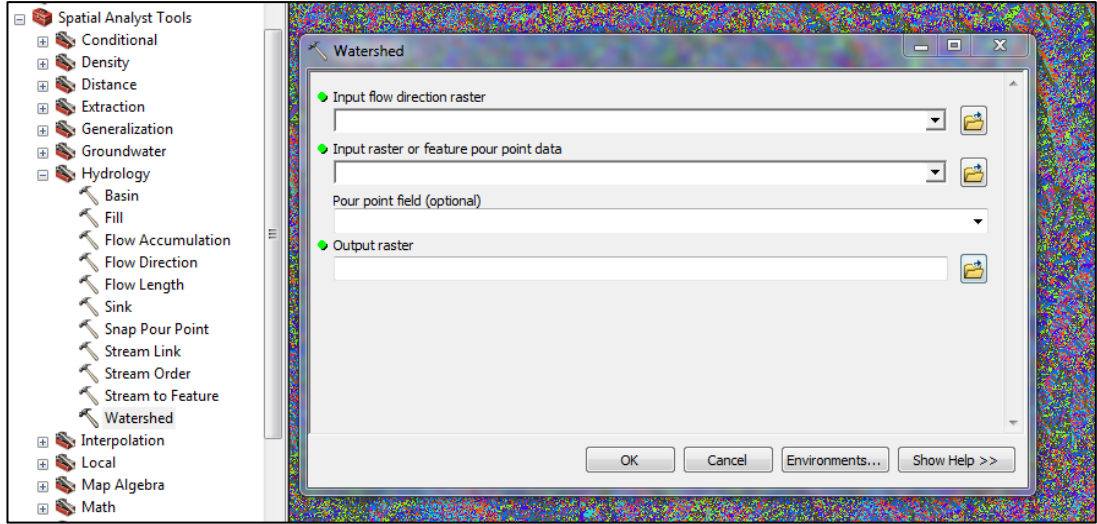 Spatial Analyst Tools
Conditional
Density
Distance
Extraction
Generalization
Groundwater
Hydrology
Basin
Fill
Flow Accumulation
Flow Direction
Flow Length
Sink
Snap Pour Point
Stream Link
Stream Order
Stream to Feature
Watershed
Interpolation
Local
Map Algebra
Math
Watershed
Input flow direction raster
Input raster or feature pour point data
Pour point field (optional)
Output raster
OK Cancel Environments... Show Help >>